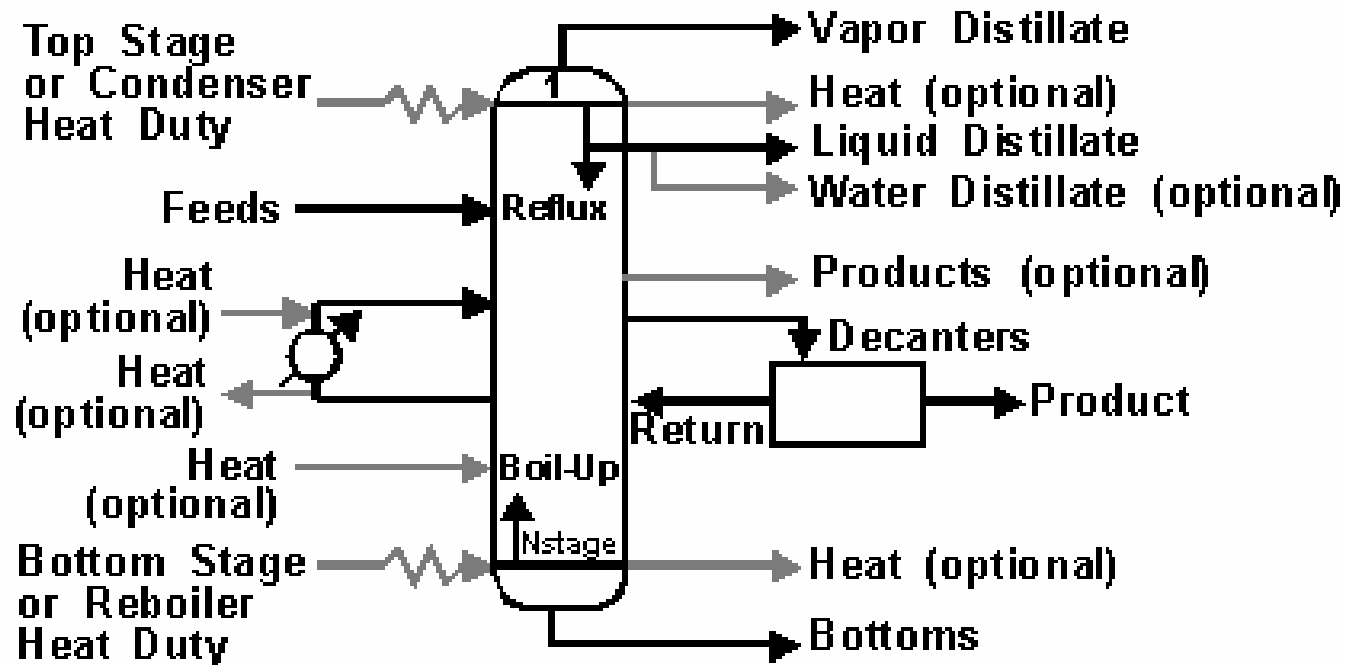 Top Stage
or Condenser
Heat Duty
Vapor Distillate
1
Heat (optional)
Liquid Distillate
Water Distillate (optional)
Feeds
Reflux
Products (optional)
Heat
(optional)
Decanters
Heat
(optional)
Product
Return
Heat
(optional)
Boil-Up
Nstage
Bottom Stage
or Reboiler
Heat Duty
Heat (optional)
Bottoms